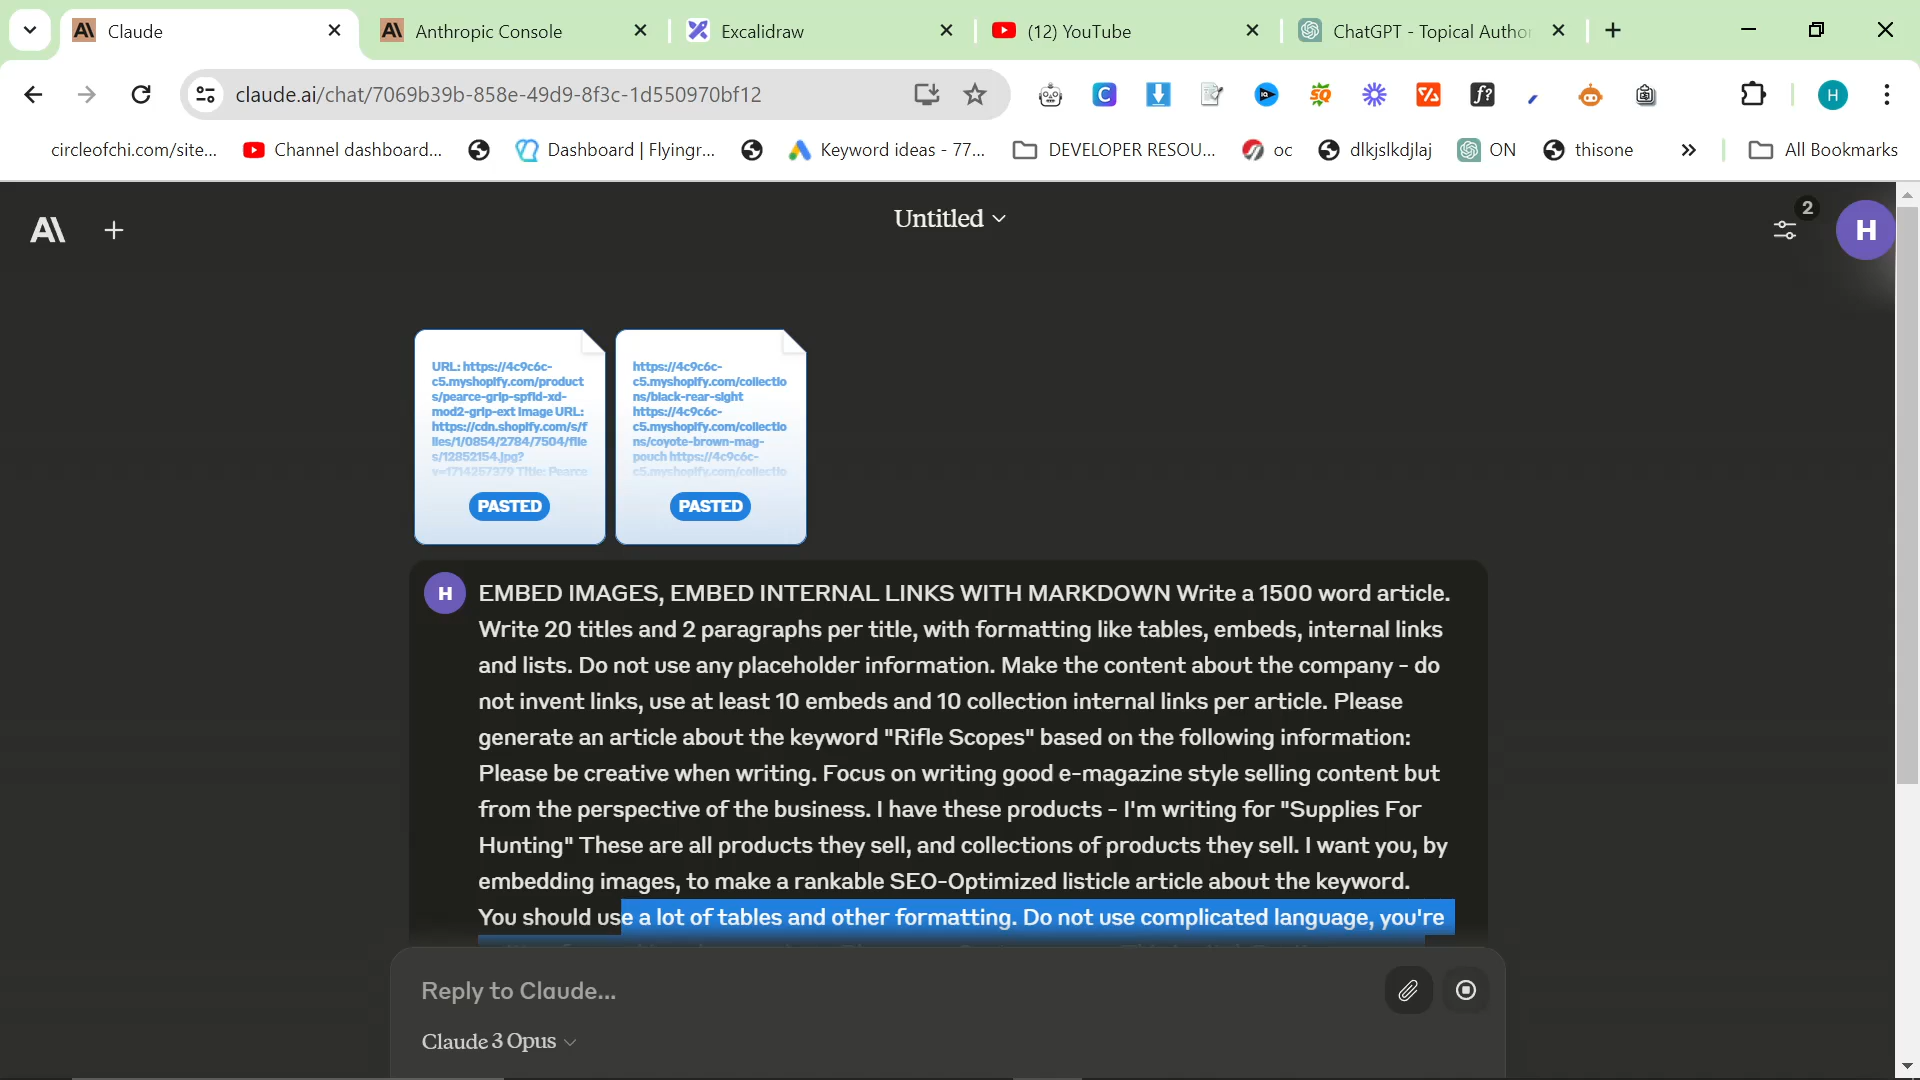 Claude
Anthropic Console
Excalidraw
(12) YouTube
ChatGPT - Topical Autho
claude.ai/chat/7069b39b-858e-49d9-8f3c-1d550970bf12
H
circleofchi.com/site...
Channel dashboard...
Dashboard | Flyingr...
Keyword ideas - 77...
DEVELOPER RESOU...
oc
dlkjslkdjlaj
ON
thisone
»
All Bookmarks
Untitled
2
H
URL: https://4c9c6c-
c5.myshopify.com/product
s/pearce-grip-spfld-xd-
mod2-grip-ext Image URL:
https://cdn.shopify.com/s/f
iles/1/0854/2784/7504/file
s/12852154.jpg?
v=1714257379 Title: Pearce
PASTED
https://4c9c6c-
c5.myshopify.com/collectio
ns/black-rear-sight
https://4c9c6c-
c5.myshopify.com/collectio
ns/coyote-brown-mag-
pouch https://4c9c6c-
c5.myshopify.com/collectio
PASTED
H
EMBED IMAGES, EMBED INTERNAL LINKS WITH MARKDOWN Write a 1500 word article.
Write 20 titles and 2 paragraphs per title, with formatting like tables, embeds, internal links
and lists. Do not use any placeholder information. Make the content about the company - do
not invent links, use at least 10 embeds and 10 collection internal links per article. Please
generate an article about the keyword "Rifle Scopes" based on the following information:
Please be creative when writing. Focus on writing good e-magazine style selling content but
from the perspective of the business. I have these products - I'm writing for "Supplies For
Hunting" These are all products they sell, and collections of products they sell. I want you, by
embedding images, to make a rankable SEO-Optimized listicle article about the keyword.
You should use a lot of tables and other formatting. Do not use complicated language, you're
Reply to Claude...
Claude 3 Opus